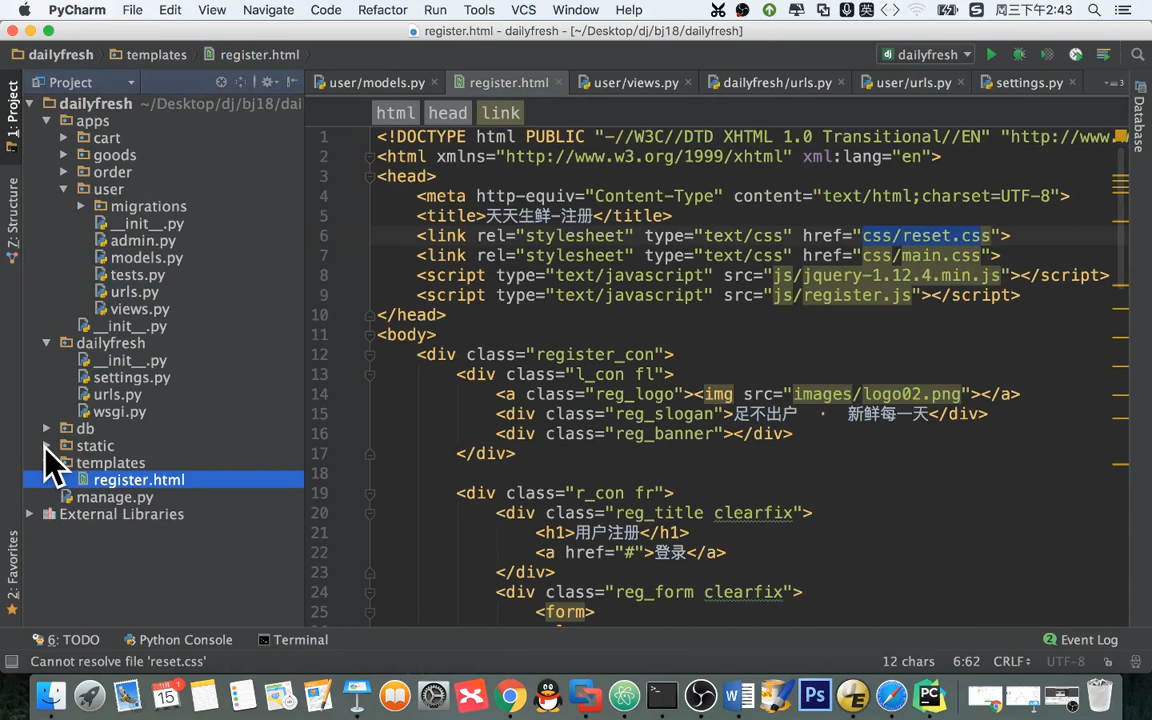 PyCharm File Edit View Navigate Code Refactor Run Tools VCS Window Help 周三下午2:43
register.html - dailyfresh - [~/Desktop/dj/bj18/dailyfresh]
dailyfresh templates register.html dailyfresh
Project user/models.py register.html user/views.py dailyfresh/urls.py user/urls.py settings.py
1: Project
7: Structure
2: Favorites
Database
dailyfresh ~/Desktop/dj/bj18/dai
apps
cart
goods
order
user
migrations
__init__.py
admin.py
models.py
tests.py
urls.py
views.py
__init__.py
dailyfresh
__init__.py
settings.py
urls.py
wsgi.py
db
static
templates
register.html
manage.py
External Libraries
html head link
1 <!DOCTYPE html PUBLIC "-//W3C//DTD XHTML 1.0 Transitional//EN" "http://www.
2 <html xmlns="http://www.w3.org/1999/xhtml" xml:lang="en">
3 <head>
4 <meta http-equiv="Content-Type" content="text/html;charset=UTF-8">
5 <title>天天生鲜-注册</title>
6 <link rel="stylesheet" type="text/css" href="css/reset.css">
7 <link rel="stylesheet" type="text/css" href="css/main.css">
8 <script type="text/javascript" src="js/jquery-1.12.4.min.js"></script>
9 <script type="text/javascript" src="js/register.js"></script>
10 </head>
11 <body>
12 <div class="register_con">
13 <div class="l_con fl">
14 <a class="reg_logo"><img src="images/logo02.png"></a>
15 <div class="reg_slogan">足不出户 · 新鲜每一天</div>
16 <div class="reg_banner"></div>
17 </div>
18
19 <div class="r_con fr">
20 <div class="reg_title clearfix">
21 <h1>用户注册</h1>
22 <a href="#">登录</a>
23 </div>
24 <div class="reg_form clearfix">
25 <form>
6: TODO Python Console Terminal 2 Event Log
Cannot resolve file 'reset.css' 12 chars 6:62 CRLF UTF-8